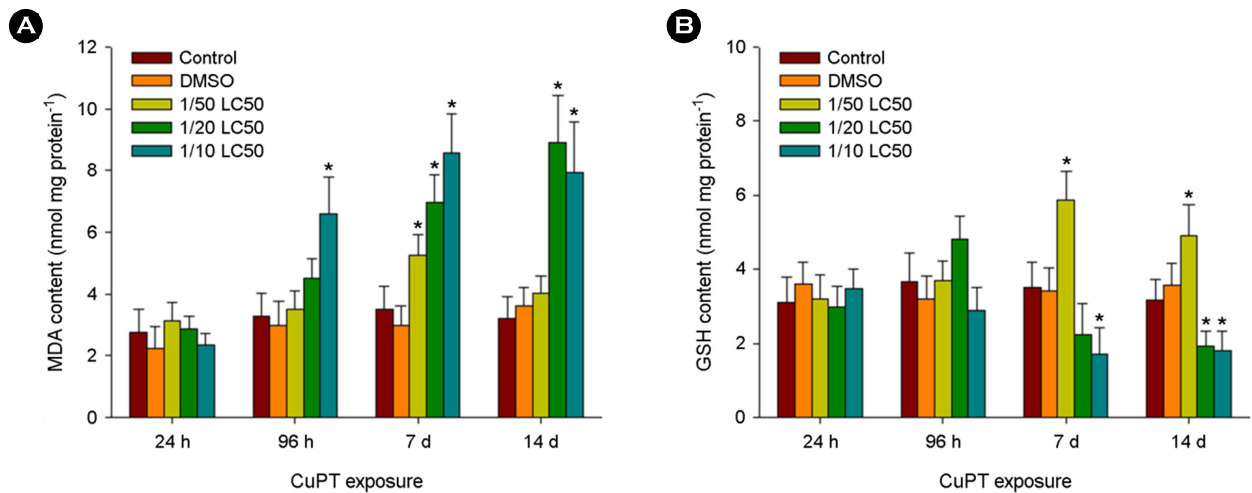 A
MDA content (nmol mg protein-1)
12
10
8
6
4
2
0
Control
DMSO
1/50 LC50
1/20 LC50
1/10 LC50
*
*
*
*
*
*
24 h
96 h
7 d
14 d
CuPT exposure
B
GSH content (nmol mg protein-1)
10
8
6
4
2
0
Control
DMSO
1/50 LC50
1/20 LC50
1/10 LC50
*
*
*
*
*
24 h
96 h
7 d
14 d
CuPT exposure